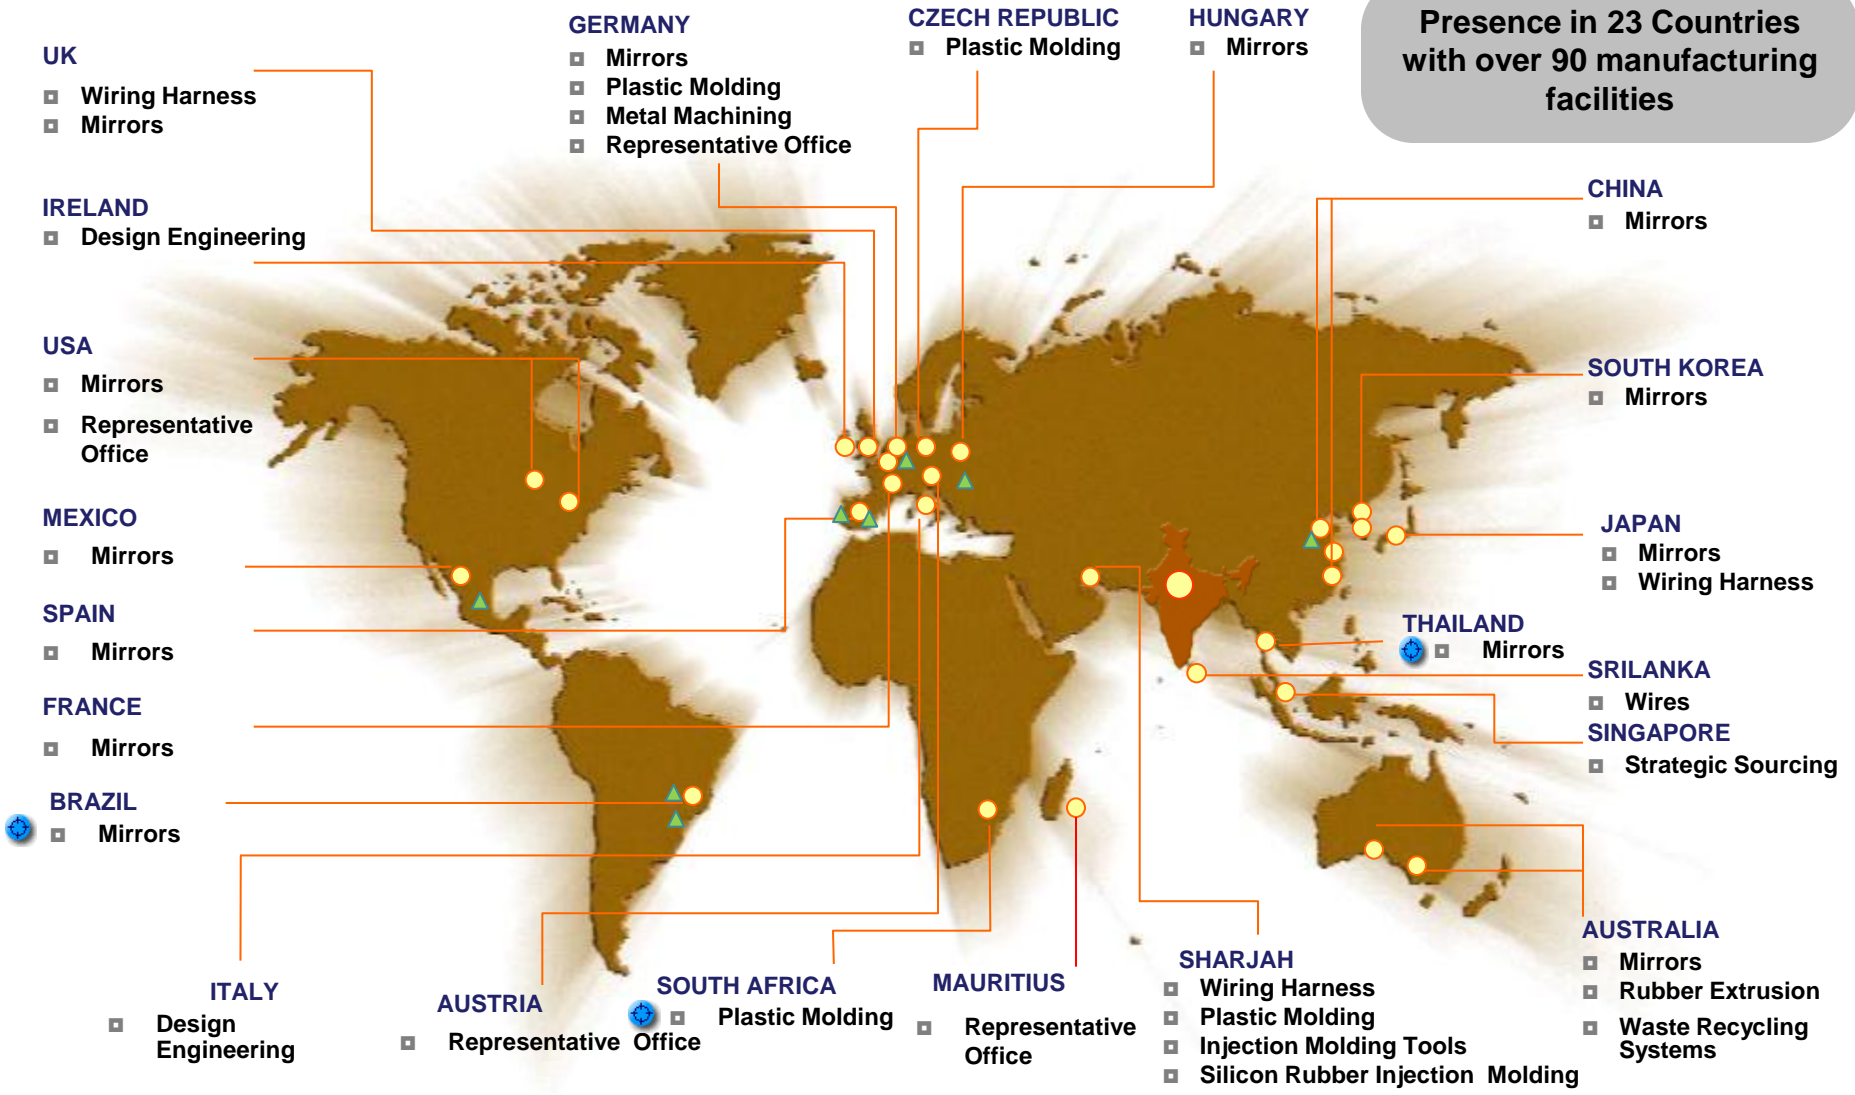 Presence in 23 Countries
with over 90 manufacturing
facilities
UK
Wiring Harness
Mirrors
GERMANY
Mirrors
Plastic Molding
Metal Machining
Representative Office
CZECH REPUBLIC
Plastic Molding
HUNGARY
Mirrors
IRELAND
Design Engineering
USA
Mirrors
Representative
Office
MEXICO
Mirrors
SPAIN
Mirrors
FRANCE
Mirrors
BRAZIL
Mirrors
CHINA
Mirrors
SOUTH KOREA
Mirrors
JAPAN
Mirrors
Wiring Harness
THAILAND
Mirrors
SRILANKA
Wires
SINGAPORE
Strategic Sourcing
ITALY
Design
Engineering
AUSTRIA
Representative Office
SOUTH AFRICA
Plastic Molding
MAURITIUS
Representative
Office
SHARJAH
Wiring Harness
Plastic Molding
Injection Molding Tools
Silicon Rubber Injection Molding
AUSTRALIA
Mirrors
Rubber Extrusion
Waste Recycling
Systems